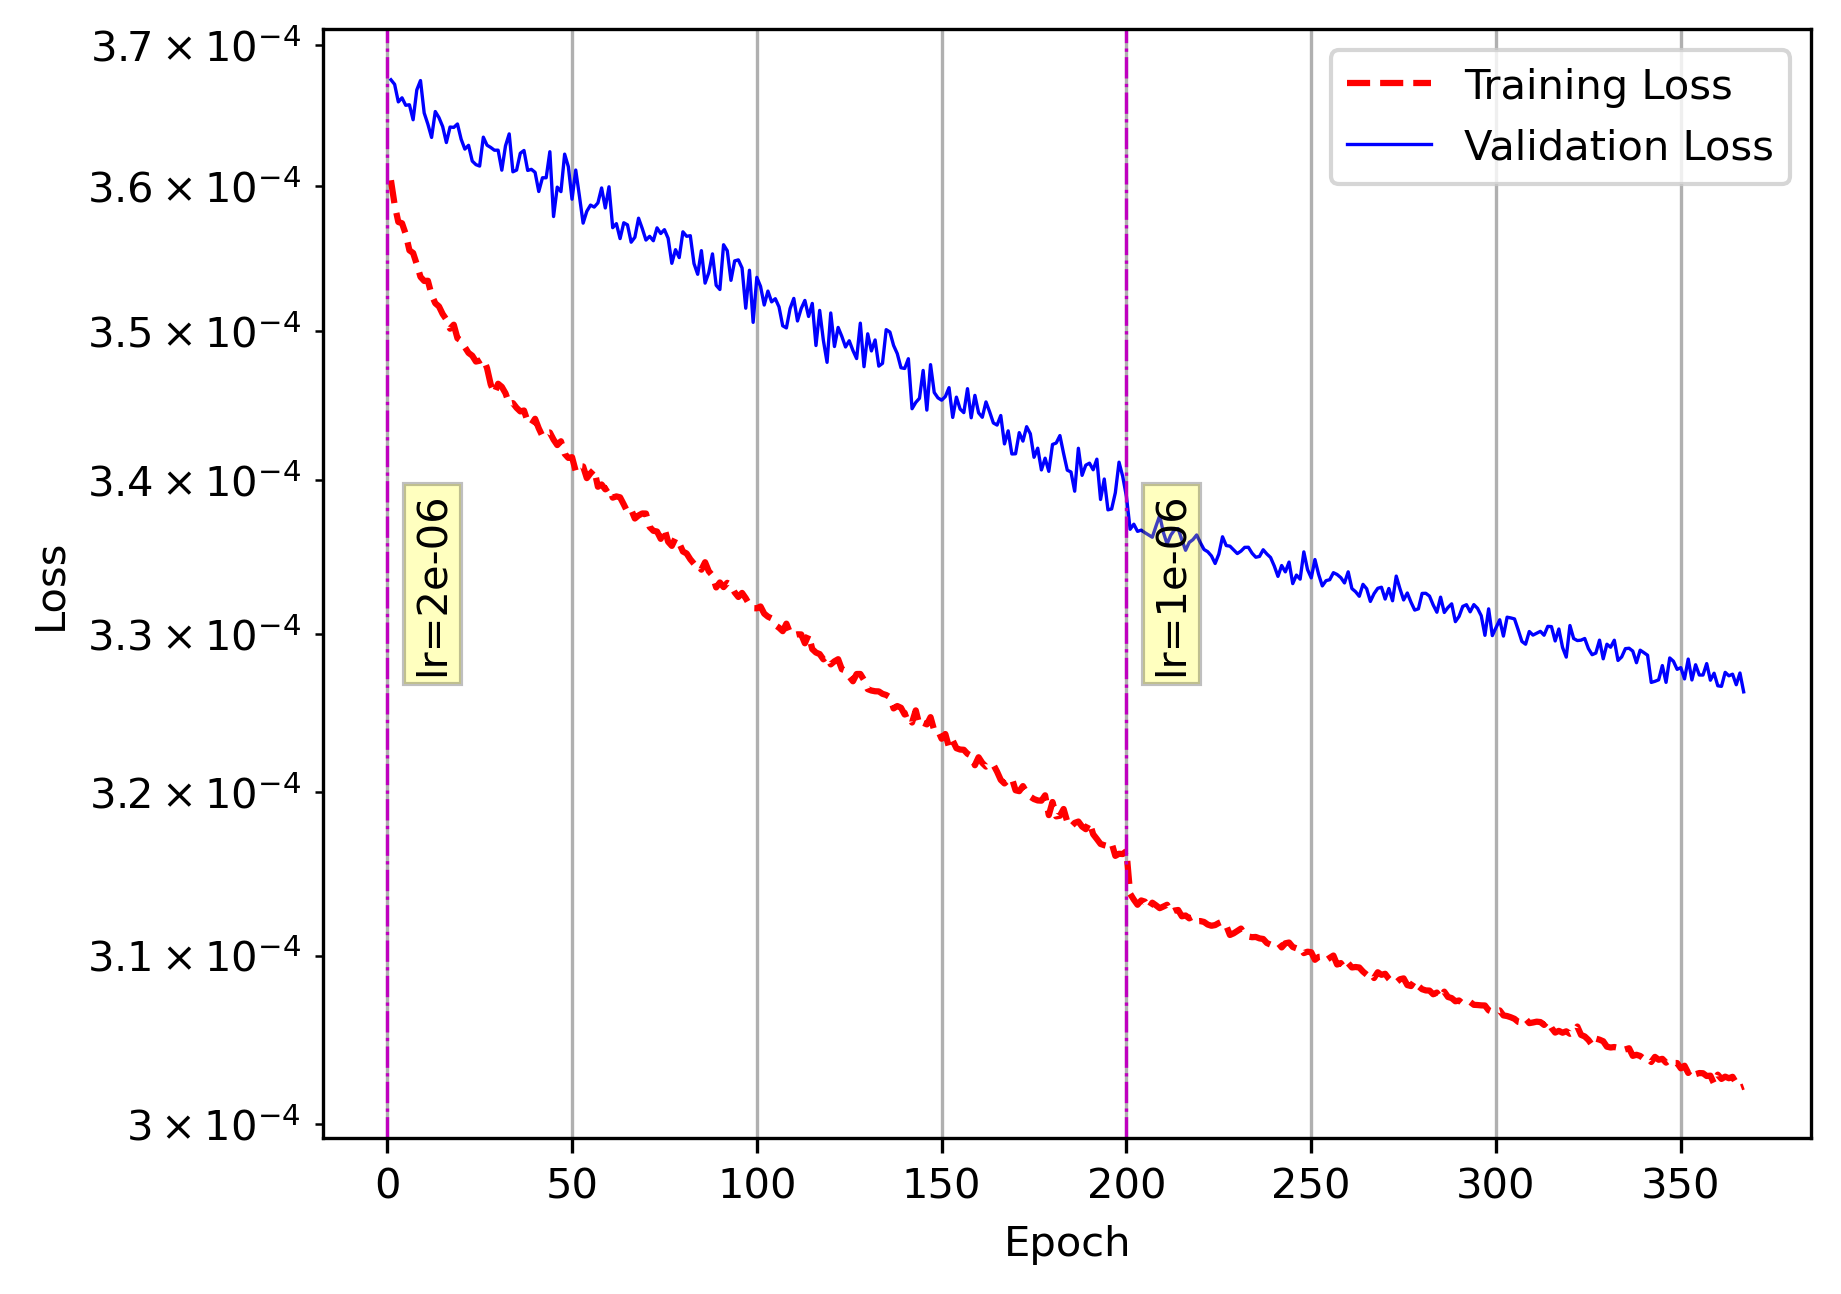 3.7 × 10⁻⁴
3.6 × 10⁻⁴
3.5 × 10⁻⁴
3.4 × 10⁻⁴
3.3 × 10⁻⁴
3.2 × 10⁻⁴
3.1 × 10⁻⁴
3 × 10⁻⁴
Loss
Training Loss
Validation Loss
lr=2e-06
lr=1e-06
0 50 100 150 200 250 300 350
Epoch